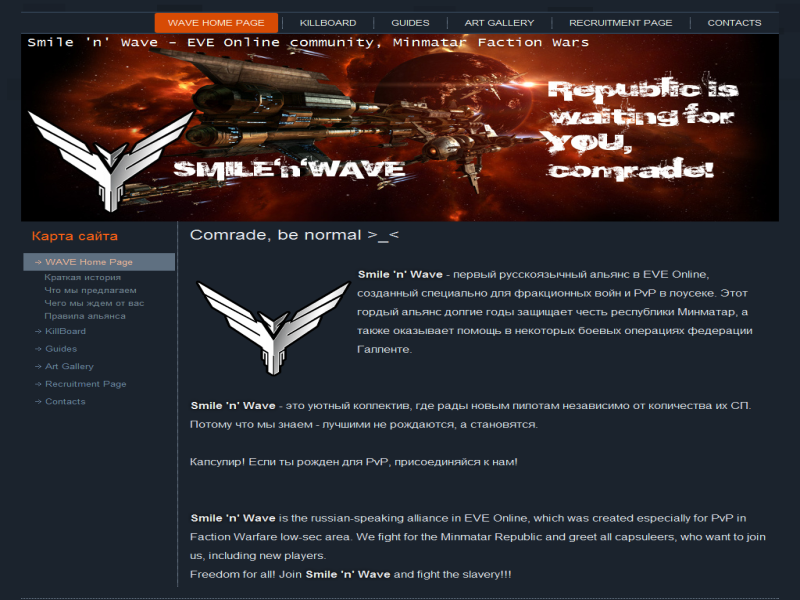 WAVE HOME PAGE
KILLBOARD
GUIDES
ART GALLERY
RECRUITMENT PAGE
CONTACTS
Smile 'n' Wave – EVE Online community, Minmatar Faction Wars
Republic is
waiting for
you,
comrade!
SMILE'n'WAVE
Карта сайта
-> WAVE Home Page
Краткая история
Что мы предлагаем
Чего мы ждем от вас
Правила альянса
-> KillBoard
-> Guides
-> Art Gallery
-> Recruitment Page
-> Contacts
Comrade, be normal >_<
Smile 'n' Wave - первый русскоязычный альянс в EVE Online,
созданный специально для фракционных войн и PvP в лоусеке. Этот
гордый альянс долгие годы защищает честь республики Минматар, а
также оказывает помощь в некоторых боевых операциях федерации
Галленте.
Smile 'n' Wave - это уютный коллектив, где рады новым пилотам независимо от количества их СП.
Потому что мы знаем - лучшими не рождаются, а становятся.
Капсулир! Если ты рожден для PvP, присоединяйся к нам!
Smile 'n' Wave is the russian-speaking alliance in EVE Online, which was created especially for PvP in
Faction Warfare low-sec area. We fight for the Minmatar Republic and greet all capsuleers, who want to join
us, including new players.
Freedom for all! Join Smile 'n' Wave and fight the slavery!!!